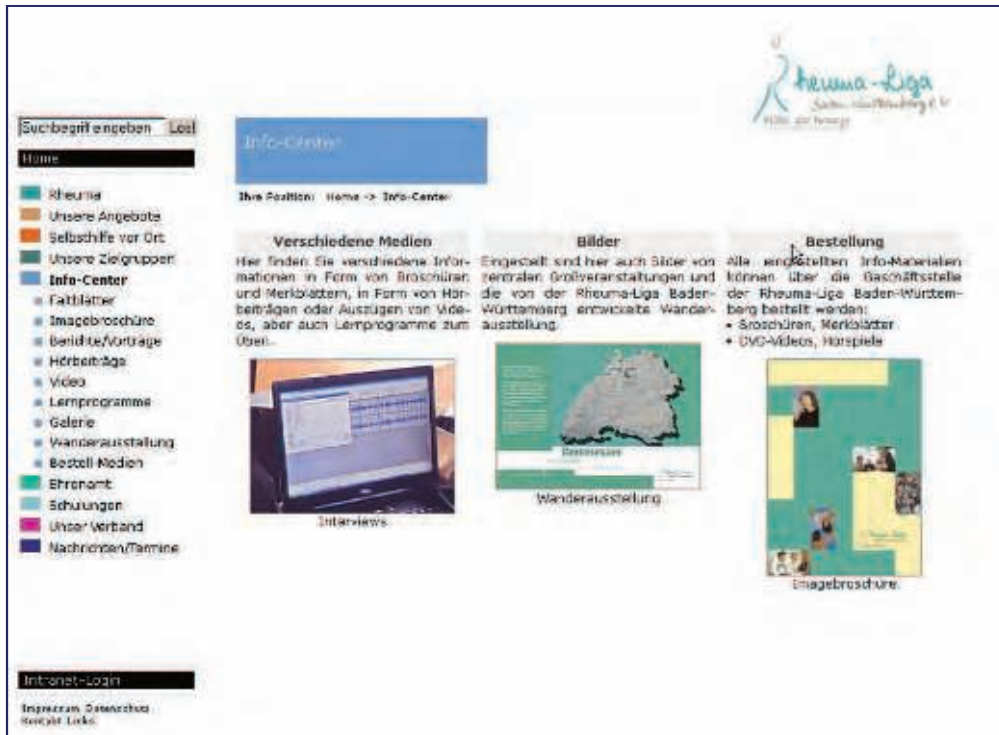 Rheuma-Liga
Baden-Württemberg e.V.
Suchbegriff eingeben Los!
Home
Rheuma
Unsere Angebote
Selbsthilfe vor Ort
Unsere Zielgruppen
Info-Center
Faltblätter
Imagebroschüre
Berichte/Vorträge
Hörbeiträge
Video
Lernprogramme
Galerie
Wanderausstellung
Bestell-Medien
Ehrenamt
Schulungen
Unser Verband
Nachrichten/Termine
Intranet-Login
Impressum Datenschutz
Kontakt Links
Info-Center
Ihre Position: Home -> Info-Center
Verschiedene Medien
Hier finden Sie verschiedene Infor-
mationen in Form von Broschüren
und Merkblättern, in Form von Hör-
beiträgen oder Auszügen von Vide-
os, aber auch Lernprogramme zum
Üben.
Interviews
Bilder
Eingestellt sind hier auch Bilder von
zentralen Großveranstaltungen und
die von der Rheuma-Liga Baden-
Württemberg entwickelte Wander-
ausstellung.
Wanderausstellung
Bestellung
Alle eingestellten Info-Materialien
können über die Geschäftsstelle
der Rheuma-Liga Baden-Württem-
berg bestellt werden:
• Broschüren, Merkblätter
• DVD-Videos, Hörspiele
Imagebroschüre